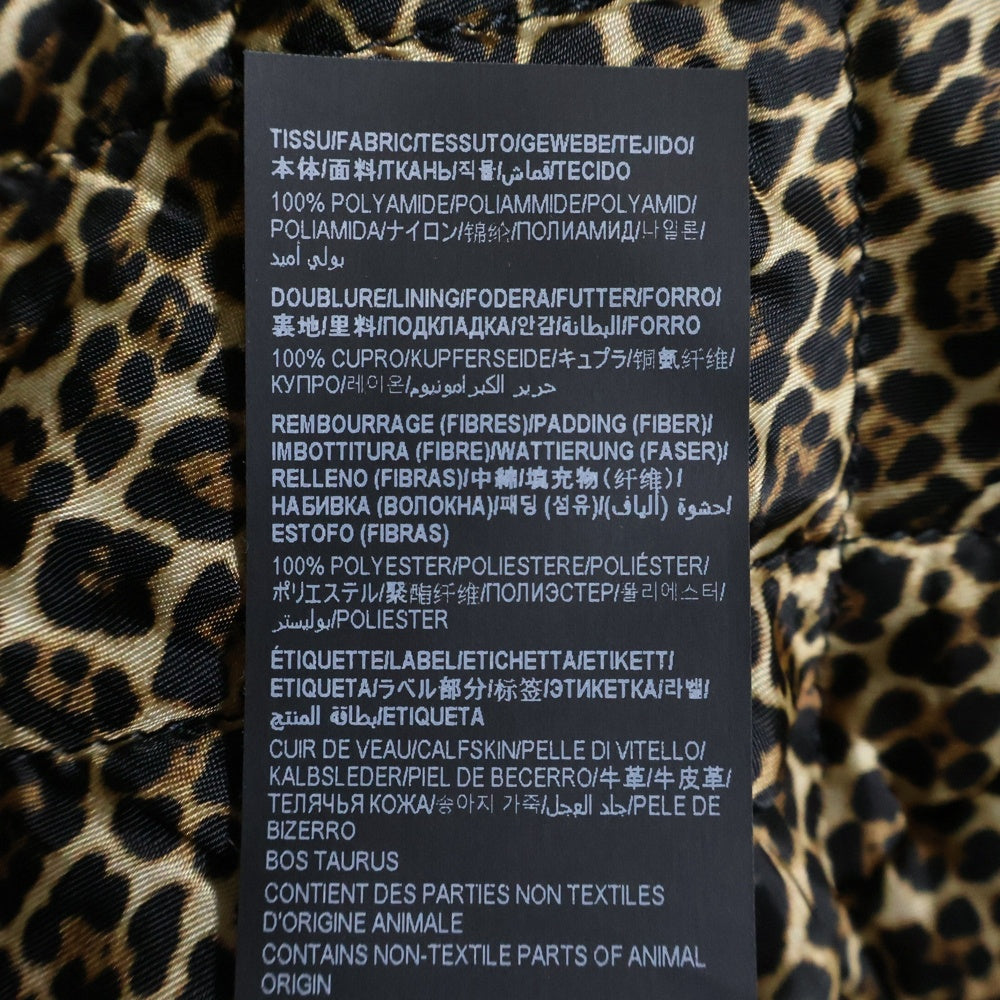 TISSU/FABRIC/TESSUTO/GEWEBE/TEJIDO/
本体/面料/ТКАНЬ/직물/قماش/TECIDO
100% POLYAMIDE/POLIAMMIDE/POLYAMID/
POLIAMIDA/ナイロン/锦纶/ПОЛИАМИД/나일론/
بولي أميد
DOUBLURE/LINING/FODERA/FUTTER/FORRO/
裏地/里料/ПОДКЛАДКА/안감/البطانة/FORRO
100% CUPRO/KUPFERSEIDE/キュプラ/铜氨纤维/
КУПРО/레이온/حرير الكبرامونيوم
REMBOURRAGE (FIBRES)/PADDING (FIBER)/
IMBOTTITURA (FIBRE)/WATTIERUNG (FASER)/
RELLENO (FIBRAS)/中綿/填充物 (纤维)/
НАБИВКА (ВОЛОКНА)/패딩 (섬유)/حشوة (ألياف)/
ESTOFO (FIBRAS)
100% POLYESTER/POLIESTERE/POLIÉSTER/
ポリエステル/聚酯纤维/ПОЛИЭСТЕР/폴리에스터/
بوليستر/POLIESTER
ÉTIQUETTE/LABEL/ETICHETTA/ETIKETT/
ETIQUETA/ラベル部分/标签/ЭТИКЕТКА/라벨/
بطاقة المنتج/ETIQUETA
CUIR DE VEAU/CALFSKIN/PELLE DI VITELLO/
KALBSLEDER/PIEL DE BECERRO/牛革/牛皮革/
ТЕЛЯЧЬЯ КОЖА/송아지 가죽/جلد العجل/PELE DE
BIZERRO
BOS TAURUS
CONTIENT DES PARTIES NON TEXTILES
D'ORIGINE ANIMALE
CONTAINS NON-TEXTILE PARTS OF ANIMAL
ORIGIN